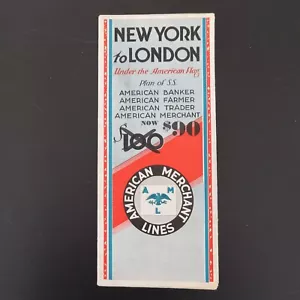 NEW YORK
to LONDON
Under the American Flag
Plan of S.S.
AMERICAN BANKER
AMERICAN FARMER
AMERICAN TRADER
AMERICAN MERCHANT
NOW
$100 $90
AMERICAN MERCHANT
A M
L
LINES